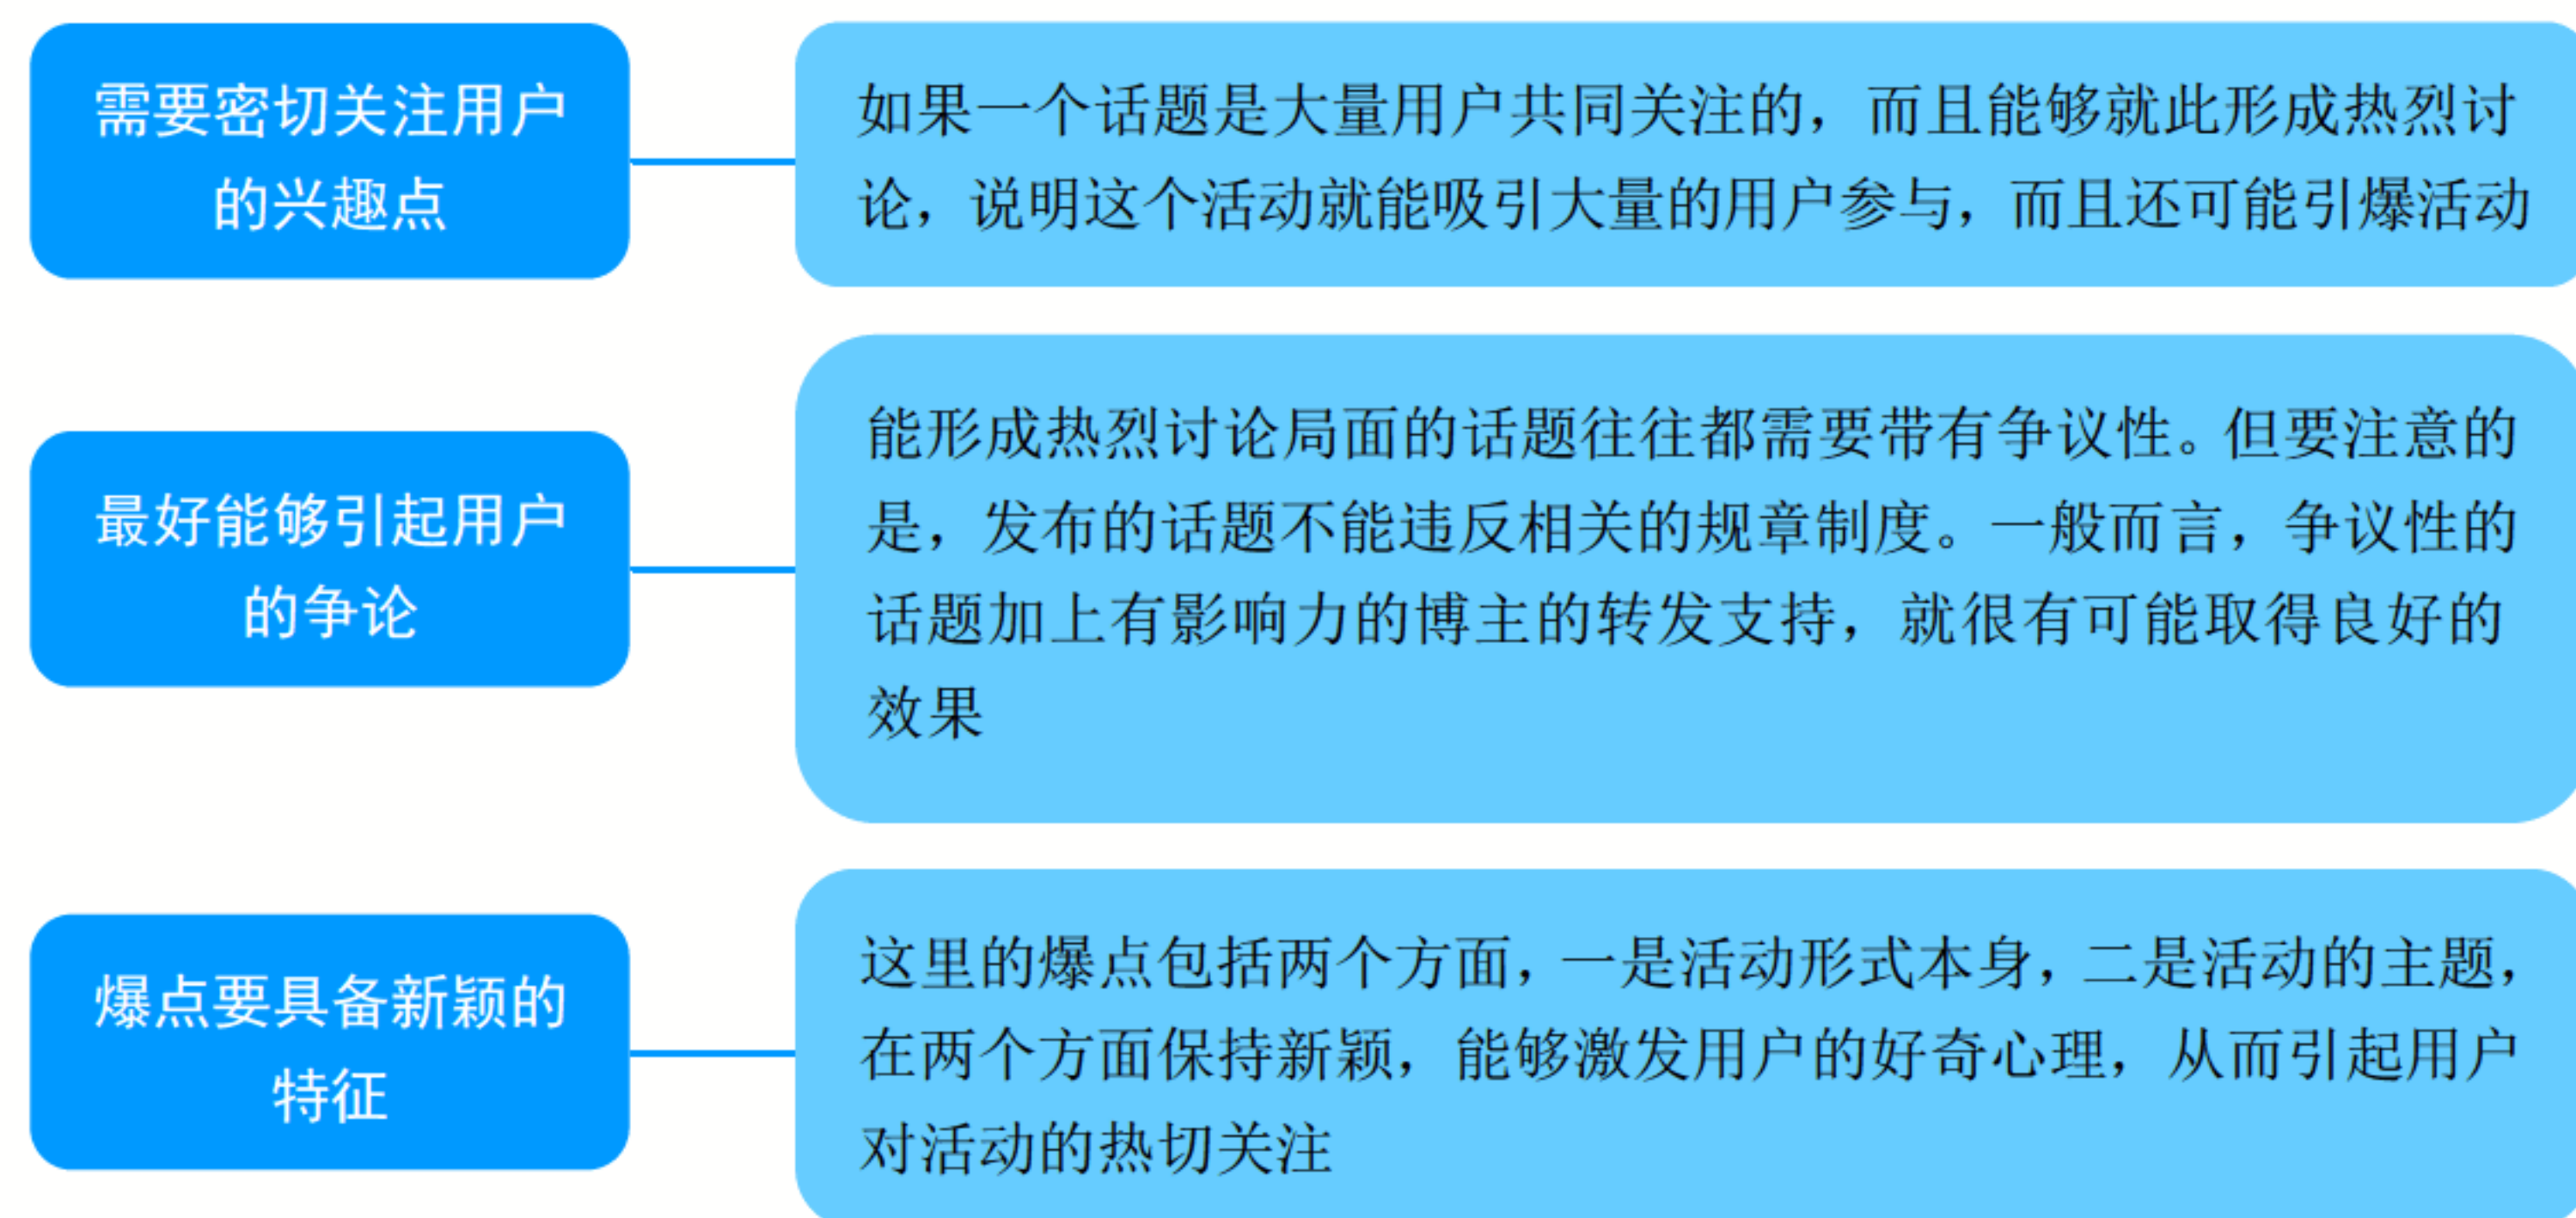 需要密切关注用户
的兴趣点
如果一个话题是大量用户共同关注的，而且能够就此形成热烈讨
论，说明这个活动就能吸引大量的用户参与，而且还可能引爆活动
最好能够引起用户
的争论
能形成热烈讨论局面的话题往往都需要带有争议性。但要注意的
是，发布的话题不能违反相关的规章制度。一般而言，争议性的
话题加上有影响力的博主的转发支持，就很有可能取得良好的
效果
爆点要具备新颖的
特征
这里的爆点包括两个方面，一是活动形式本身，二是活动的主题，
在两个方面保持新颖，能够激发用户的好奇心理，从而引起用户
对活动的热切关注